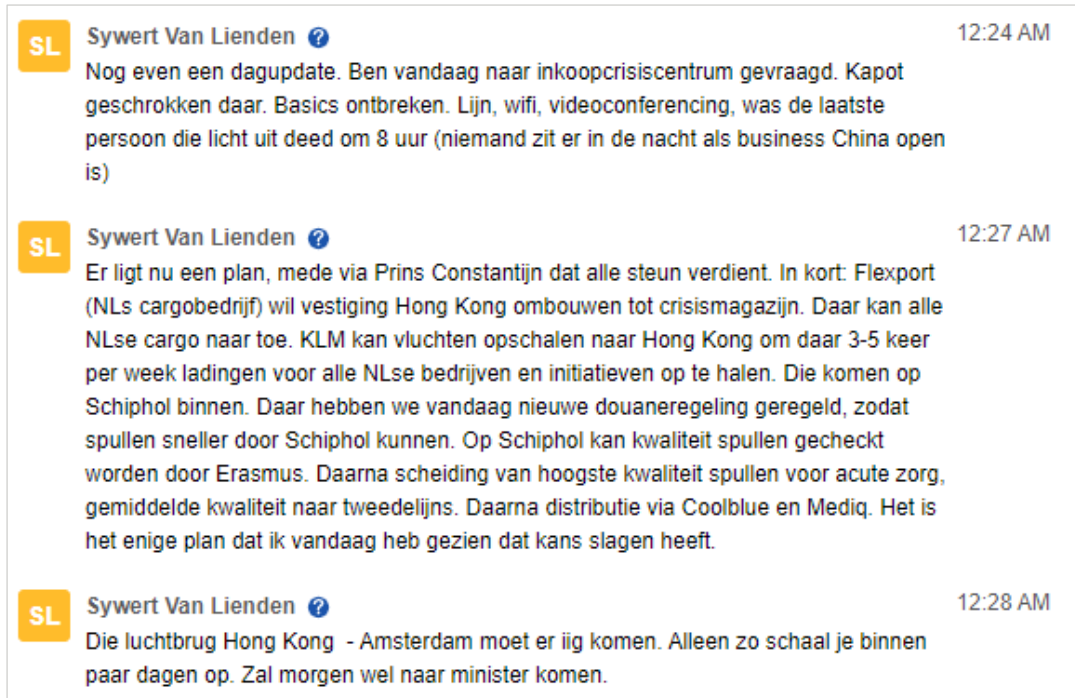 SL
Sywert Van Lienden ?
12:24 AM
Nog even een dagupdate. Ben vandaag naar inkoopcrisiscentrum gevraagd. Kapot
geschrokken daar. Basics ontbreken. Lijn, wifi, videoconferencing, was de laatste
persoon die licht uit deed om 8 uur (niemand zit er in de nacht als business China open
is)
SL
Sywert Van Lienden ?
12:27 AM
Er ligt nu een plan, mede via Prins Constantijn dat alle steun verdient. In kort: Flexport
(NLs cargobedrijf) wil vestiging Hong Kong ombouwen tot crisismagazijn. Daar kan alle
NLse cargo naar toe. KLM kan vluchten opschalen naar Hong Kong om daar 3-5 keer
per week ladingen voor alle NLse bedrijven en initiatieven op te halen. Die komen op
Schiphol binnen. Daar hebben we vandaag nieuwe douaneregeling geregeld, zodat
spullen sneller door Schiphol kunnen. Op Schiphol kan kwaliteit spullen gecheckt
worden door Erasmus. Daarna scheiding van hoogste kwaliteit spullen voor acute zorg,
gemiddelde kwaliteit naar tweedelijns. Daarna distributie via Coolblue en Mediq. Het is
het enige plan dat ik vandaag heb gezien dat kans slagen heeft.
SL
Sywert Van Lienden ?
12:28 AM
Die luchtbrug Hong Kong  - Amsterdam moet er iig komen. Alleen zo schaal je binnen
paar dagen op. Zal morgen wel naar minister komen.